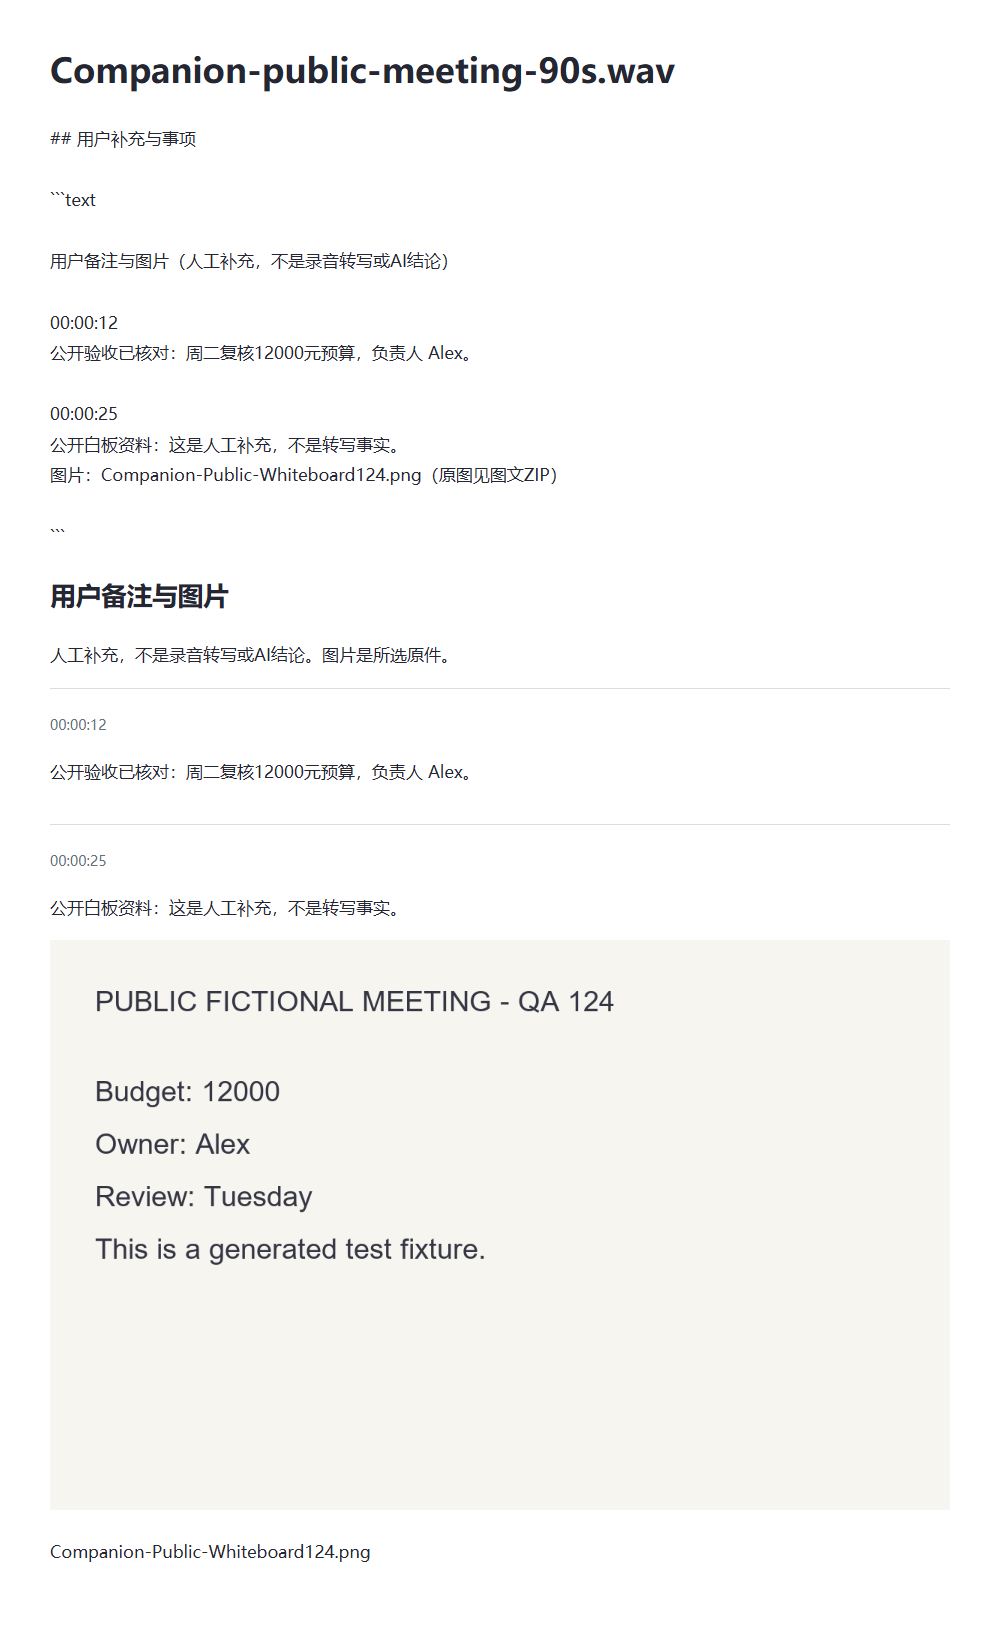 Companion-public-meeting-90s.wav
## 用户补充与事项
```text
用户备注与图片（人工补充，不是录音转写或AI结论）
00:00:12
公开验收已核对：周二复核12000元预算，负责人 Alex。
00:00:25
公开白板资料：这是人工补充，不是转写事实。
图片：Companion-Public-Whiteboard124.png（原图见图文ZIP）
```
用户备注与图片
人工补充，不是录音转写或AI结论。图片是所选原件。
00:00:12
公开验收已核对：周二复核12000元预算，负责人 Alex。
00:00:25
公开白板资料：这是人工补充，不是转写事实。
PUBLIC FICTIONAL MEETING - QA 124
Budget: 12000
Owner: Alex
Review: Tuesday
This is a generated test fixture.
Companion-Public-Whiteboard124.png